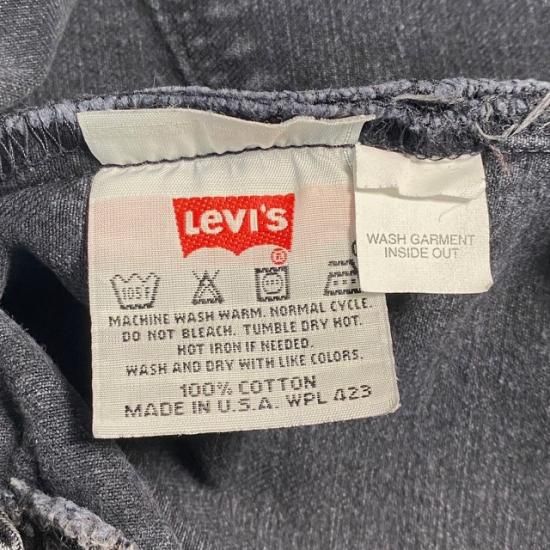 Levi's
WASH GARMENT
INSIDE OUT
105F
MACHINE WASH WARM. NORMAL CYCLE.
DO NOT BLEACH. TUMBLE DRY HOT.
HOT IRON IF NEEDED.
WASH AND DRY WITH LIKE COLORS.
100% COTTON
MADE IN U.S.A. WPL 423